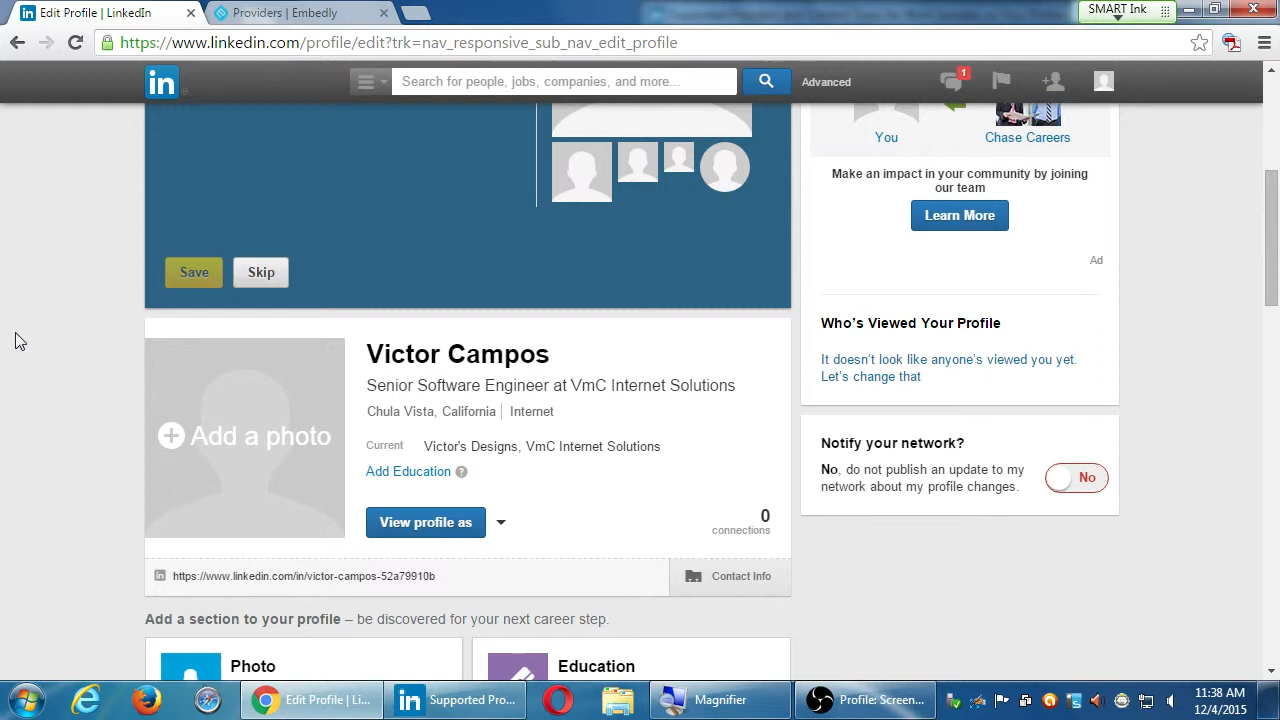 Edit Profile | LinkedIn
Providers | Embedly
SMART Ink
https://www.linkedin.com/profile/edit?trk=nav_responsive_sub_nav_edit_profile
in
Search for people, jobs, companies, and more...
Advanced
1
You
Chase Careers
Make an impact in your community by joining
our team
Learn More
Ad
Save
Skip
Who's Viewed Your Profile
It doesn't look like anyone's viewed you yet.
Let's change that
Add a photo
Victor Campos
Senior Software Engineer at VmC Internet Solutions
Chula Vista, California
Internet
Current
Victor's Designs, VmC Internet Solutions
Add Education ?
View profile as
0
connections
Notify your network?
No, do not publish an update to my
network about my profile changes.
No
in
https://www.linkedin.com/in/victor-campos-52a79910b
Contact Info
Add a section to your profile – be discovered for your next career step.
Photo
Education
Edit Profile | Li...
in
Supported Pro...
Magnifier
Profile: Screen...
11:38 AM
12/4/2015